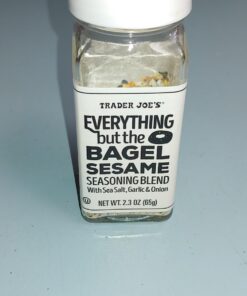 TRADER JOE'S
EVERYTHING
but the
BAGEL
SESAME
SEASONING BLEND
With Sea Salt, Garlic & Onion
NET WT. 2.3 OZ (65g)